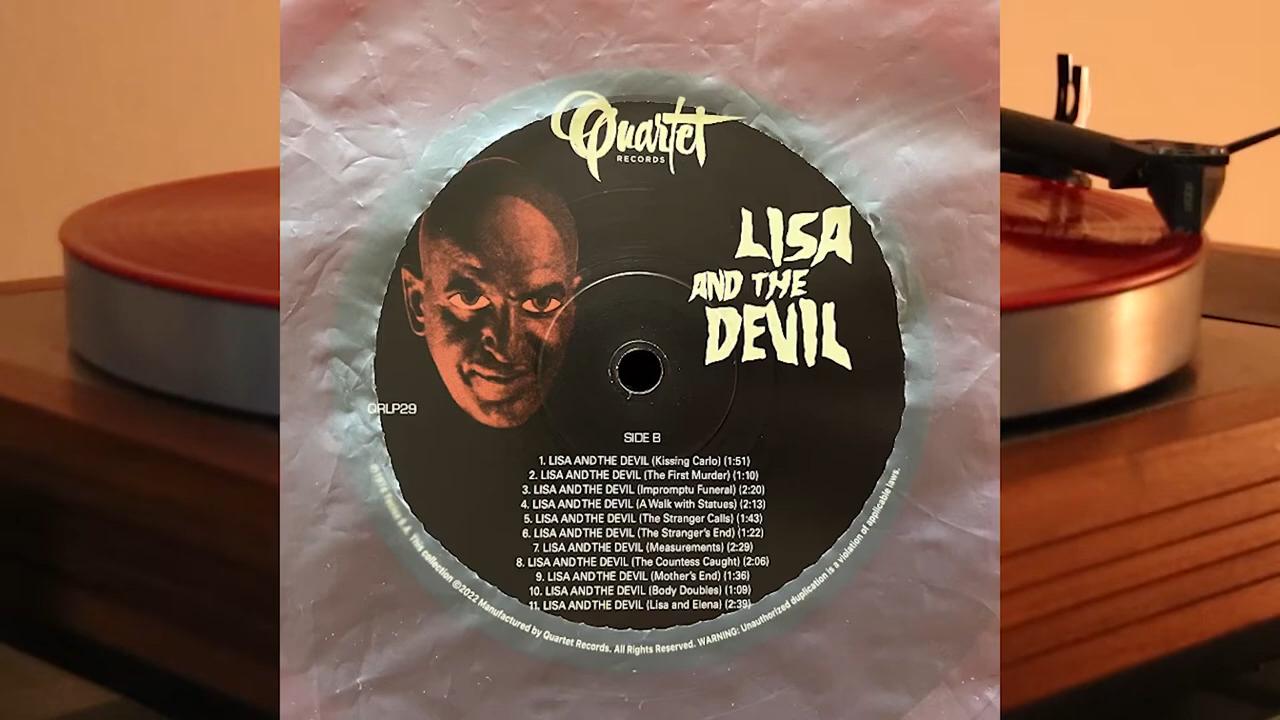 Quartet
RECORDS
LISA
AND THE
DEVIL
QRLP29
SIDE B
1. LISA AND THE DEVIL (Kissing Carlo) (1:51)
2. LISA AND THE DEVIL (The First Murder) (1:10)
3. LISA AND THE DEVIL (Impromptu Funeral) (2:20)
4. LISA AND THE DEVIL (A Walk with Statues) (2:13)
5. LISA AND THE DEVIL (The Stranger Calls) (1:43)
6. LISA AND THE DEVIL (The Stranger's End) (1:22)
7. LISA AND THE DEVIL (Measurements) (2:29)
8. LISA AND THE DEVIL (The Countess Caught) (2:06)
9. LISA AND THE DEVIL (Mother's End) (1:36)
10. LISA AND THE DEVIL (Body Doubles) (1:09)
11. LISA AND THE DEVIL (Lisa and Elena) (2:39)
This collection ©2022 Manufactured by Quartet Records. All Rights Reserved. WARNING: Unauthorized duplication is a violation of applicable laws.